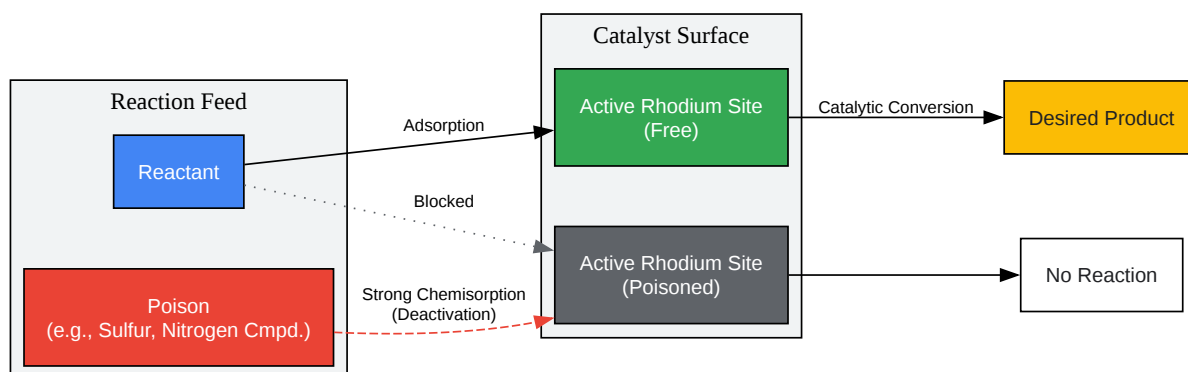 Reaction Feed
Reactant
Poison
(e.g., Sulfur, Nitrogen Cmpd.)
Adsorption
Blocked
Strong Chemisorption
(Deactivation)
Catalyst Surface
Active Rhodium Site
(Free)
Active Rhodium Site
(Poisoned)
Catalytic Conversion
Desired Product
No Reaction